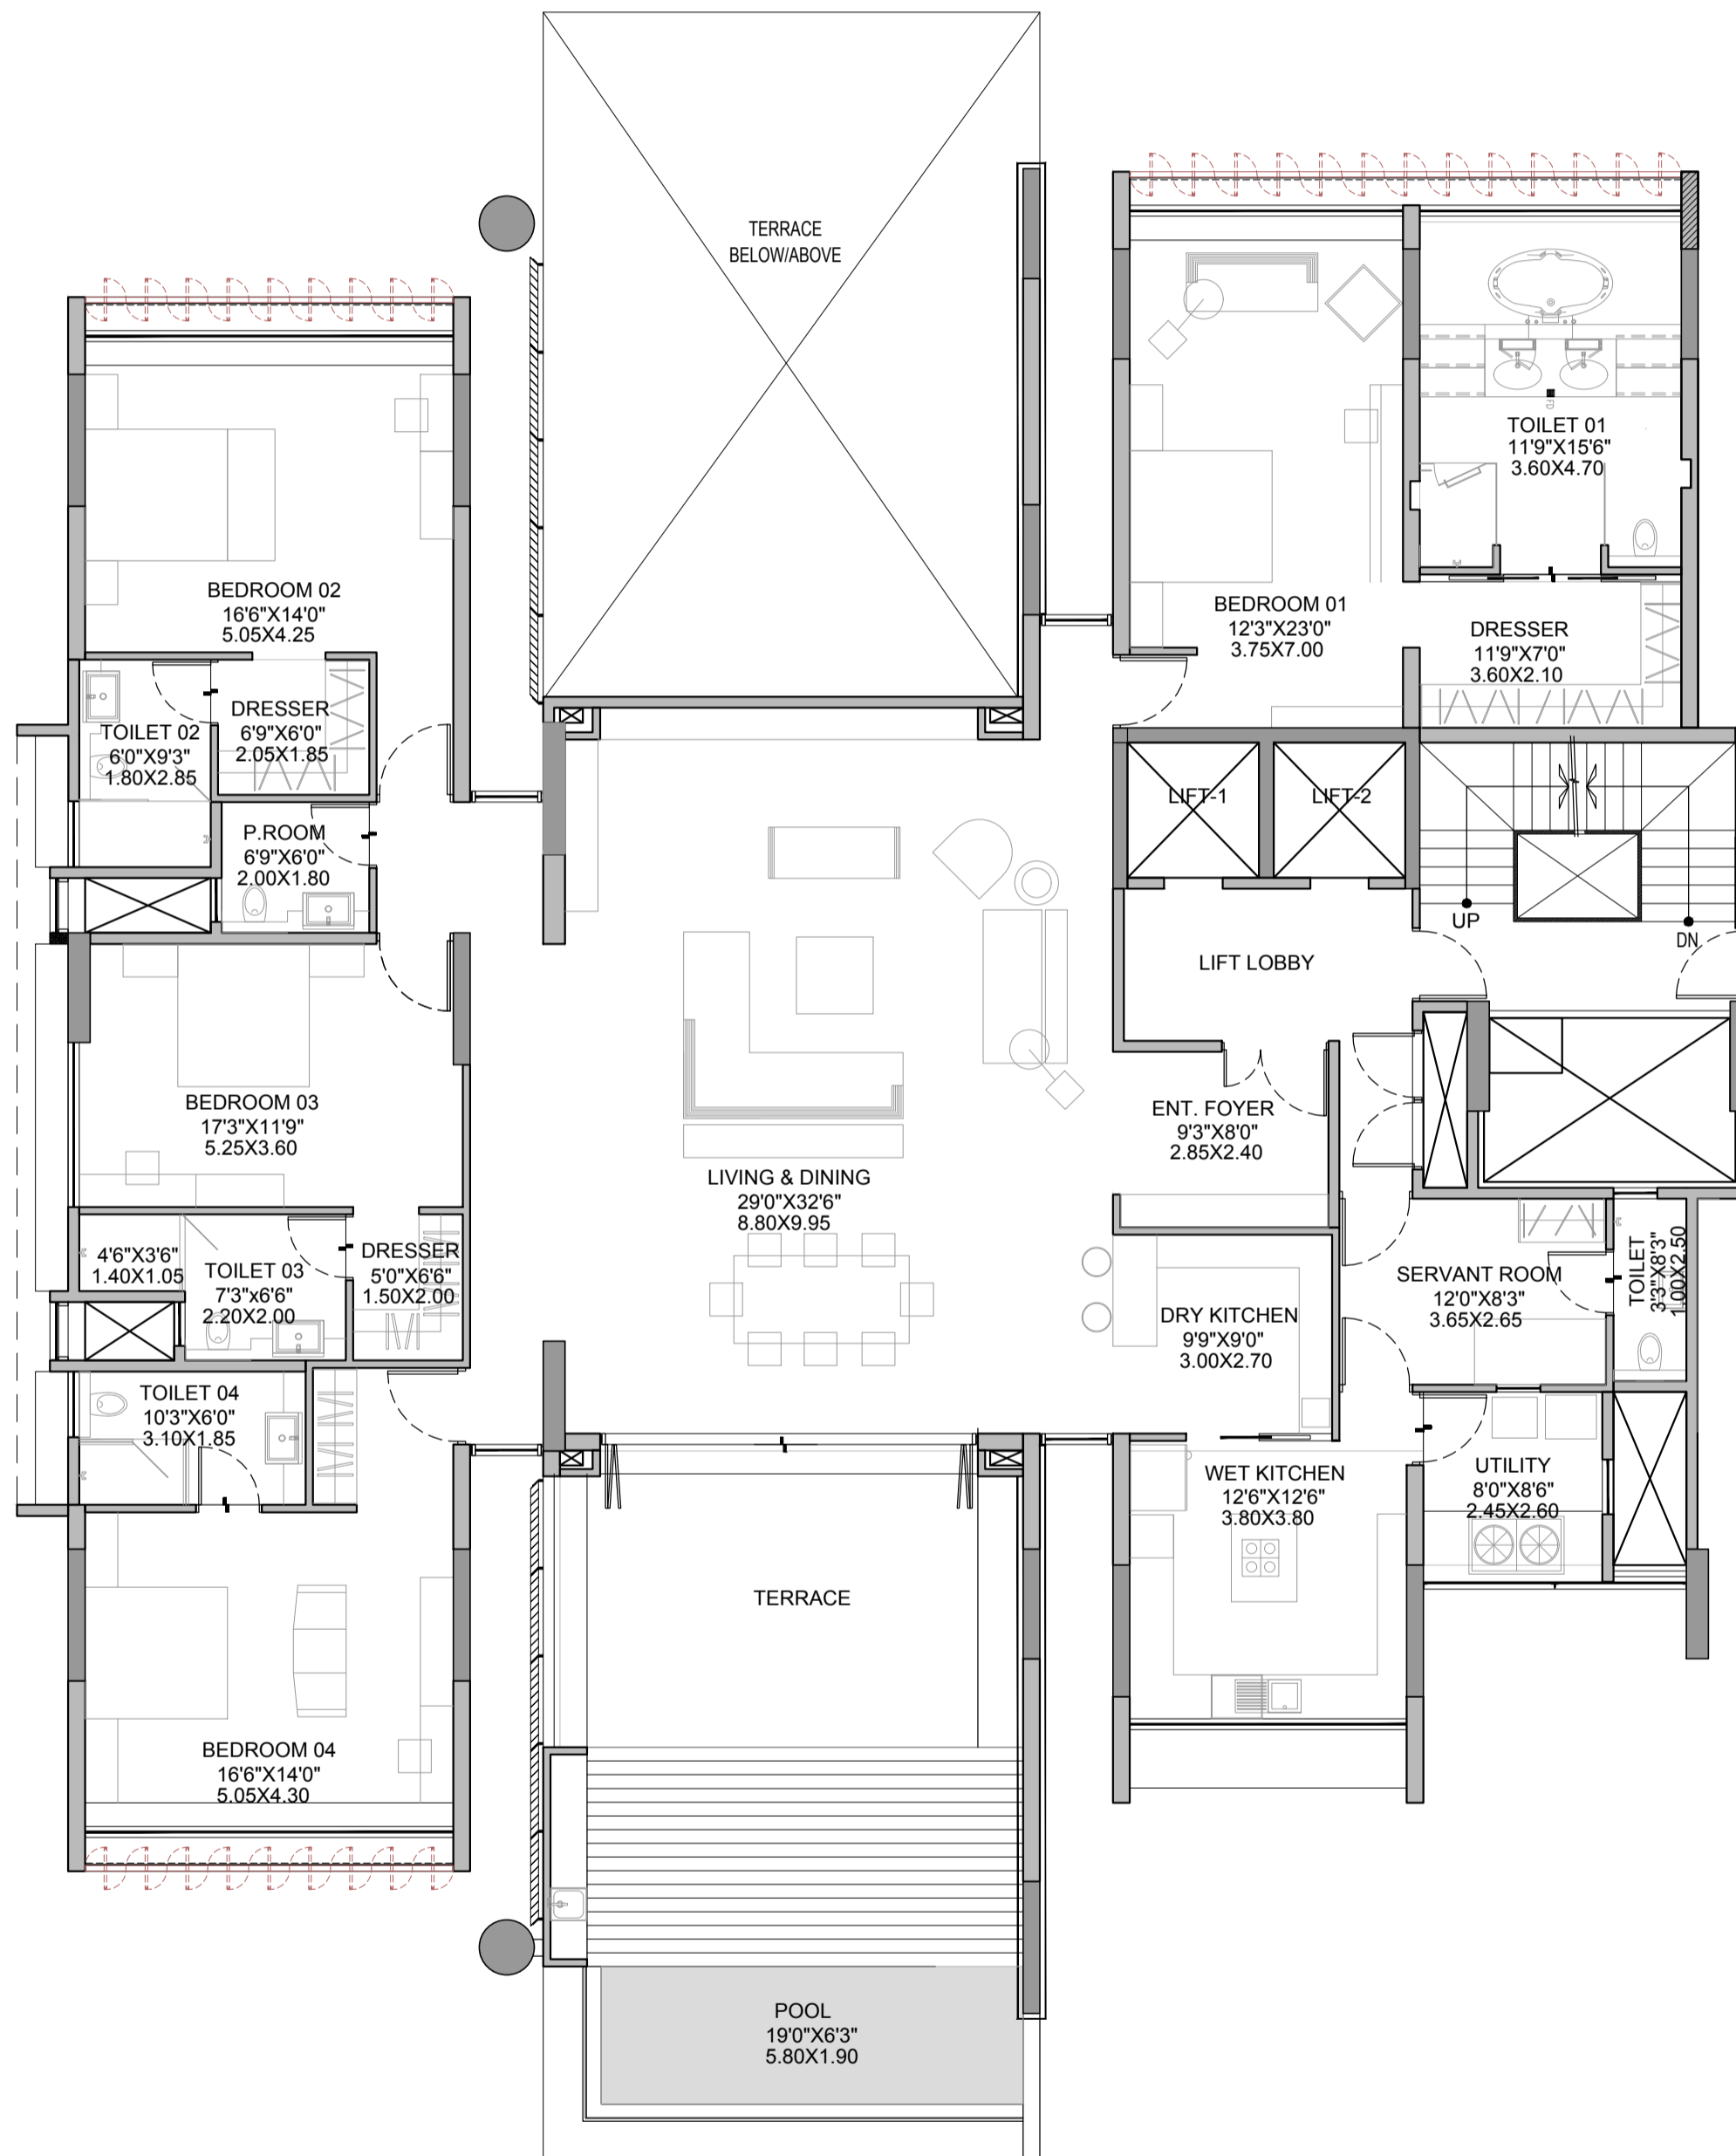 TERRACE
BELOW/ABOVE
TOILET 01
11'9"X15'6"
3.60X4.70
BEDROOM 02
16'6"X14'0"
5.05X4.25
BEDROOM 01
12'3"X23'0"
3.75X7.00
DRESSER
11'9"X7'0"
3.60X2.10
DRESSER
6'9"X6'0"
2.05X1.85
TOILET 02
6'0"X9'3"
1.80X2.85
LIFT-1
LIFT-2
P.ROOM
6'9"X6'0"
2.00X1.80
UP
DN
LIFT LOBBY
BEDROOM 03
17'3"X11'9"
5.25X3.60
ENT. FOYER
9'3"X8'0"
2.85X2.40
LIVING & DINING
29'0"X32'6"
8.80X9.95
4'6"X3'6"
1.40X1.05
TOILET 03
7'3"x6'6"
2.20X2.00
DRESSER
5'0"X6'6"
1.50X2.00
SERVANT ROOM
12'0"X8'3"
3.65X2.65
TOILET
3'3"X8'3"
1.00X2.50
DRY KITCHEN
9'9"X9'0"
3.00X2.70
TOILET 04
10'3"X6'0"
3.10X1.85
WET KITCHEN
12'6"X12'6"
3.80X3.80
UTILITY
8'0"X8'6"
2.45X2.60
TERRACE
BEDROOM 04
16'6"X14'0"
5.05X4.30
POOL
19'0"X6'3"
5.80X1.90